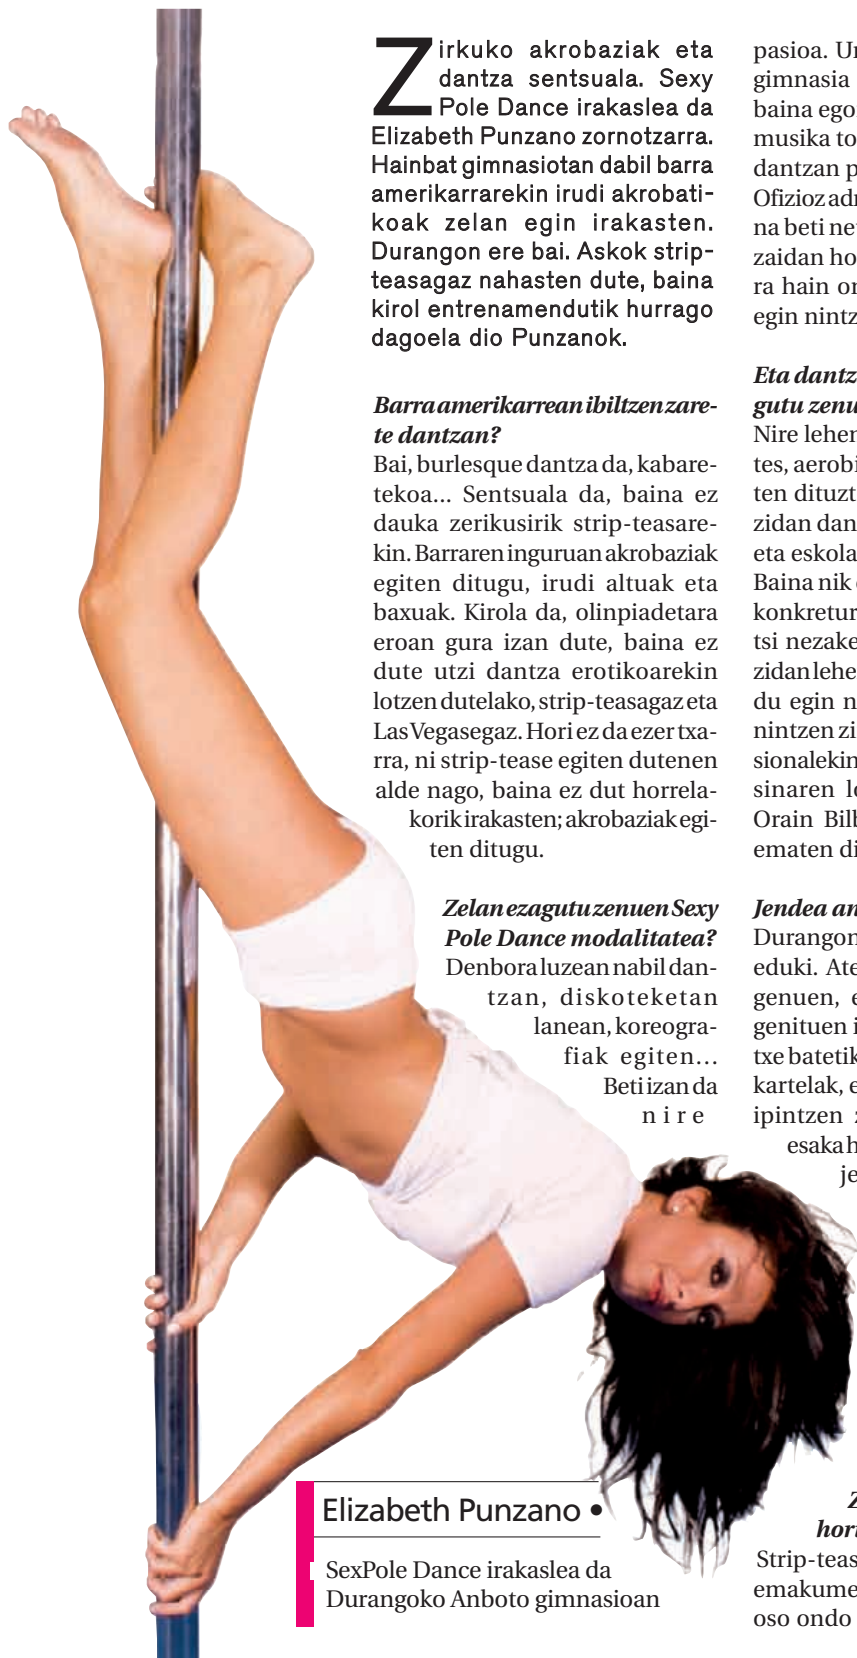 Zirkuko akrobaziak eta
dantza sentsuala. Sexy
Pole Dance irakaslea da
Elizabeth Punzano zornotzarra.
Hainbat gimnasiotan dabil barra
amerikarrarekin irudi akrobati-
koak zelan egin irakasten.
Durangon ere bai. Askok strip-
teasagaz nahasten dute, baina
kirol entrenamendutik hurrago
dagoela dio Punzanok.
Barra amerikarrean ibiltzen zare-
te dantzan?
Bai, burlesque dantza da, kabare-
tekoa... Sentsuala da, baina ez
dauka zerikusirik strip-teasare-
kin. Barraren inguruan akrobaziak
egiten ditugu, irudi altuak eta
baxuak. Kirola da, olinpiadetara
eroan gura izan dute, baina ez
dute utzi dantza erotikoarekin
lotzen dutelako, strip-teasagaz eta
Las Vegasegaz. Hori ez da ezer txa-
rra, ni strip-tease egiten dutenen
alde nago, baina ez dut horrela-
korik irakasten; akrobaziak egi-
ten ditugu.
Zelan ezagutu zenuen Sexy
Pole Dance modalitatea?
Denbora luzean nabil dan-
tzan, diskoteketan
lanean, koreogra-
fiak egiten...
Beti izan da
nire
pasioa.
gimnasia
baina
musika
dantzan
Ofizioz
na beti
zaidan
ra hain
egin
Eta
gutu
Nire
tes,
ten
zidan
eta
Baina nik
tsi
zidan
du egin
nintzen
sinaren
Orain
ematen
Jendea
Durangon
eduki.
genuen,
genituen
txe batetik
kartelak,
ipintzen
esaka
Strip-teas
oso ondo
Elizabeth Punzano •
SexPole Dance irakaslea da
Durangoko Anboto gimnasioan